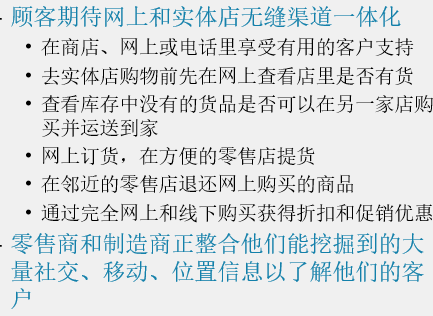 - 顾客期待网上和实体店无缝渠道一体化
• 在商店、网上或电话里享受有用的客户支持
• 去实体店购物前先在网上查看店里是否有货
• 查看库存中没有的货品是否可以在另一家店购
买并运送到家
• 网上订货，在方便的零售店提货
• 在邻近的零售店退还网上购买的商品
• 通过完全网上和线下购买获得折扣和促销优惠
- 零售商和制造商正整合他们能挖掘到的大
量社交、移动、位置信息以了解他们的客
户